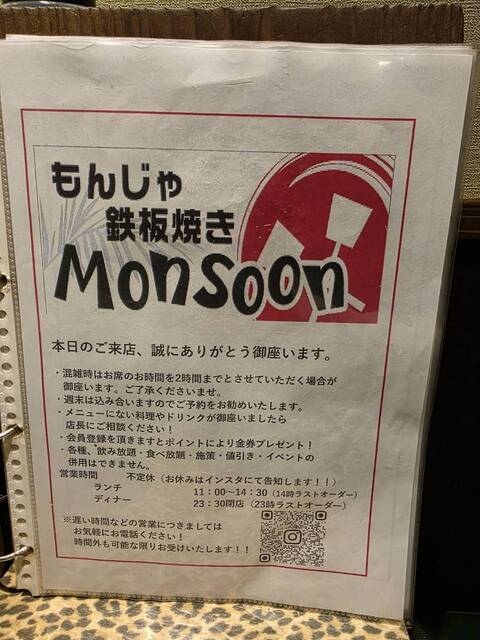 もんじゃ
鉄板焼き
Monsoon
本日のご来店、誠にありがとう御座います。
・混雑時はお席のお時間を2時間までとさせていただく場合が
御座います。ご了承くださいませ。
・週末は込み合いますのでご予約をお勧めいたします。
・メニューにない料理やドリンクが御座いましたら
店長にご相談ください！
・会員登録を頂きますとポイントにより金券プレゼント！
・各種、飲み放題・食べ放題・施策・値引き・イベントの
併用はできません。
営業時間 不定休（お休みはインスタにて告知します！！）
ランチ 11：00～14：30（14時ラストオーダー）
ディナー 23：30閉店（23時ラストオーダー）
※遅い時間などの営業につきましては
お気軽にお電話ください！
時間外も可能な限りお受けいたします！！